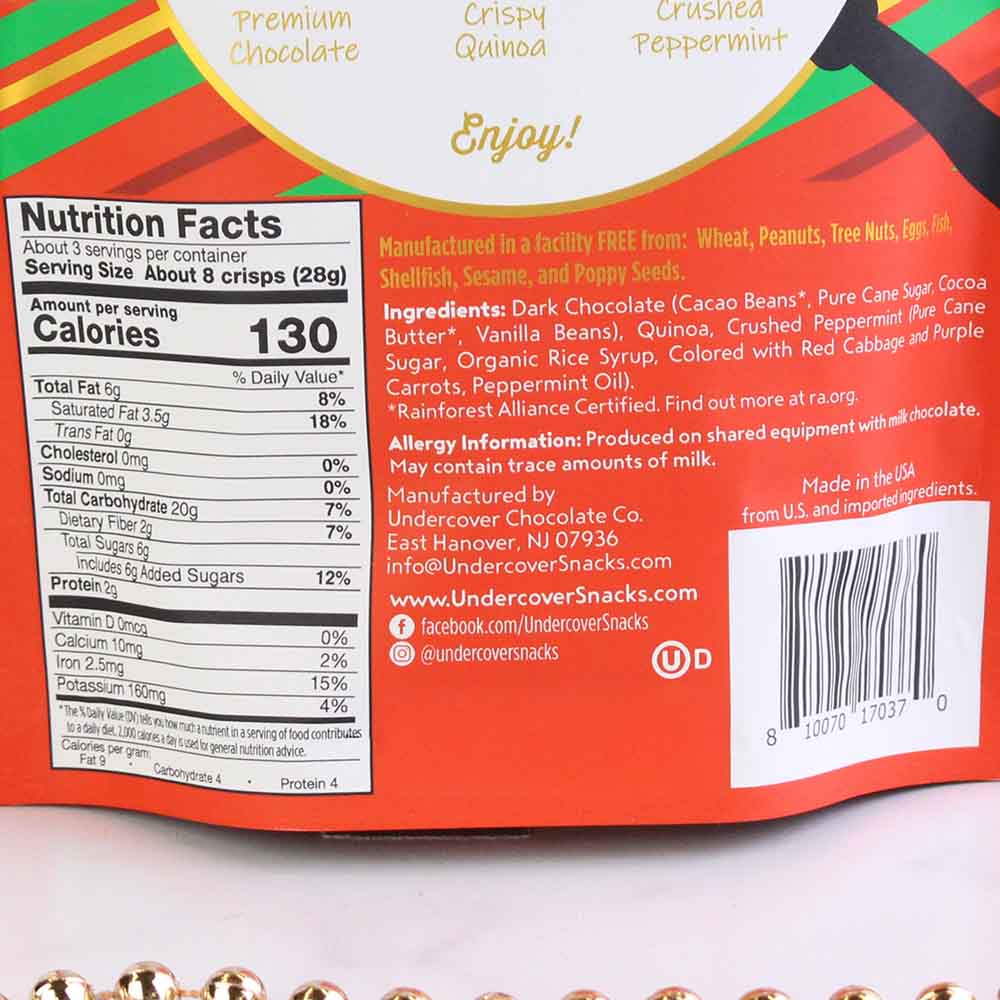 Premium
Chocolate
Crispy
Quinoa
Crushed
Peppermint
Enjoy!
Nutrition Facts
About 3 servings per container
Serving Size About 8 crisps (28g)
Amount per serving
Calories 130
% Daily Value*
Total Fat 6g 8%
Saturated Fat 3.5g 18%
Trans Fat 0g
Cholesterol 0mg 0%
Sodium 0mg 0%
Total Carbohydrate 20g 7%
Dietary Fiber 2g 7%
Total Sugars 6g
Includes 6g Added Sugars 12%
Protein 2g
Vitamin D 0mcg 0%
Calcium 10mg 2%
Iron 2.5mg 15%
Potassium 160mg 4%
*The % Daily Value (DV) tells you how much a nutrient in a serving of food contributes
to a daily diet. 2,000 calories a day is used for general nutrition advice.
Calories per gram:
Fat 9 • Carbohydrate 4 • Protein 4
Manufactured in a facility FREE from: Wheat, Peanuts, Tree Nuts, Eggs, Fish,
Shellfish, Sesame, and Poppy Seeds.
Ingredients: Dark Chocolate (Cacao Beans*, Pure Cane Sugar, Cocoa
Butter*, Vanilla Beans), Quinoa, Crushed Peppermint (Pure Cane
Sugar, Organic Rice Syrup, Colored with Red Cabbage and Purple
Carrots, Peppermint Oil).
*Rainforest Alliance Certified. Find out more at ra.org.
Allergy Information: Produced on shared equipment with milk chocolate.
May contain trace amounts of milk.
Manufactured by
Undercover Chocolate Co.
East Hanover, NJ 07936
info@UndercoverSnacks.com
www.UndercoverSnacks.com
f facebook.com/UndercoverSnacks
@undercoversnacks
U D
Made in the USA
from U.S. and imported ingredients.
8 10070 17037 0